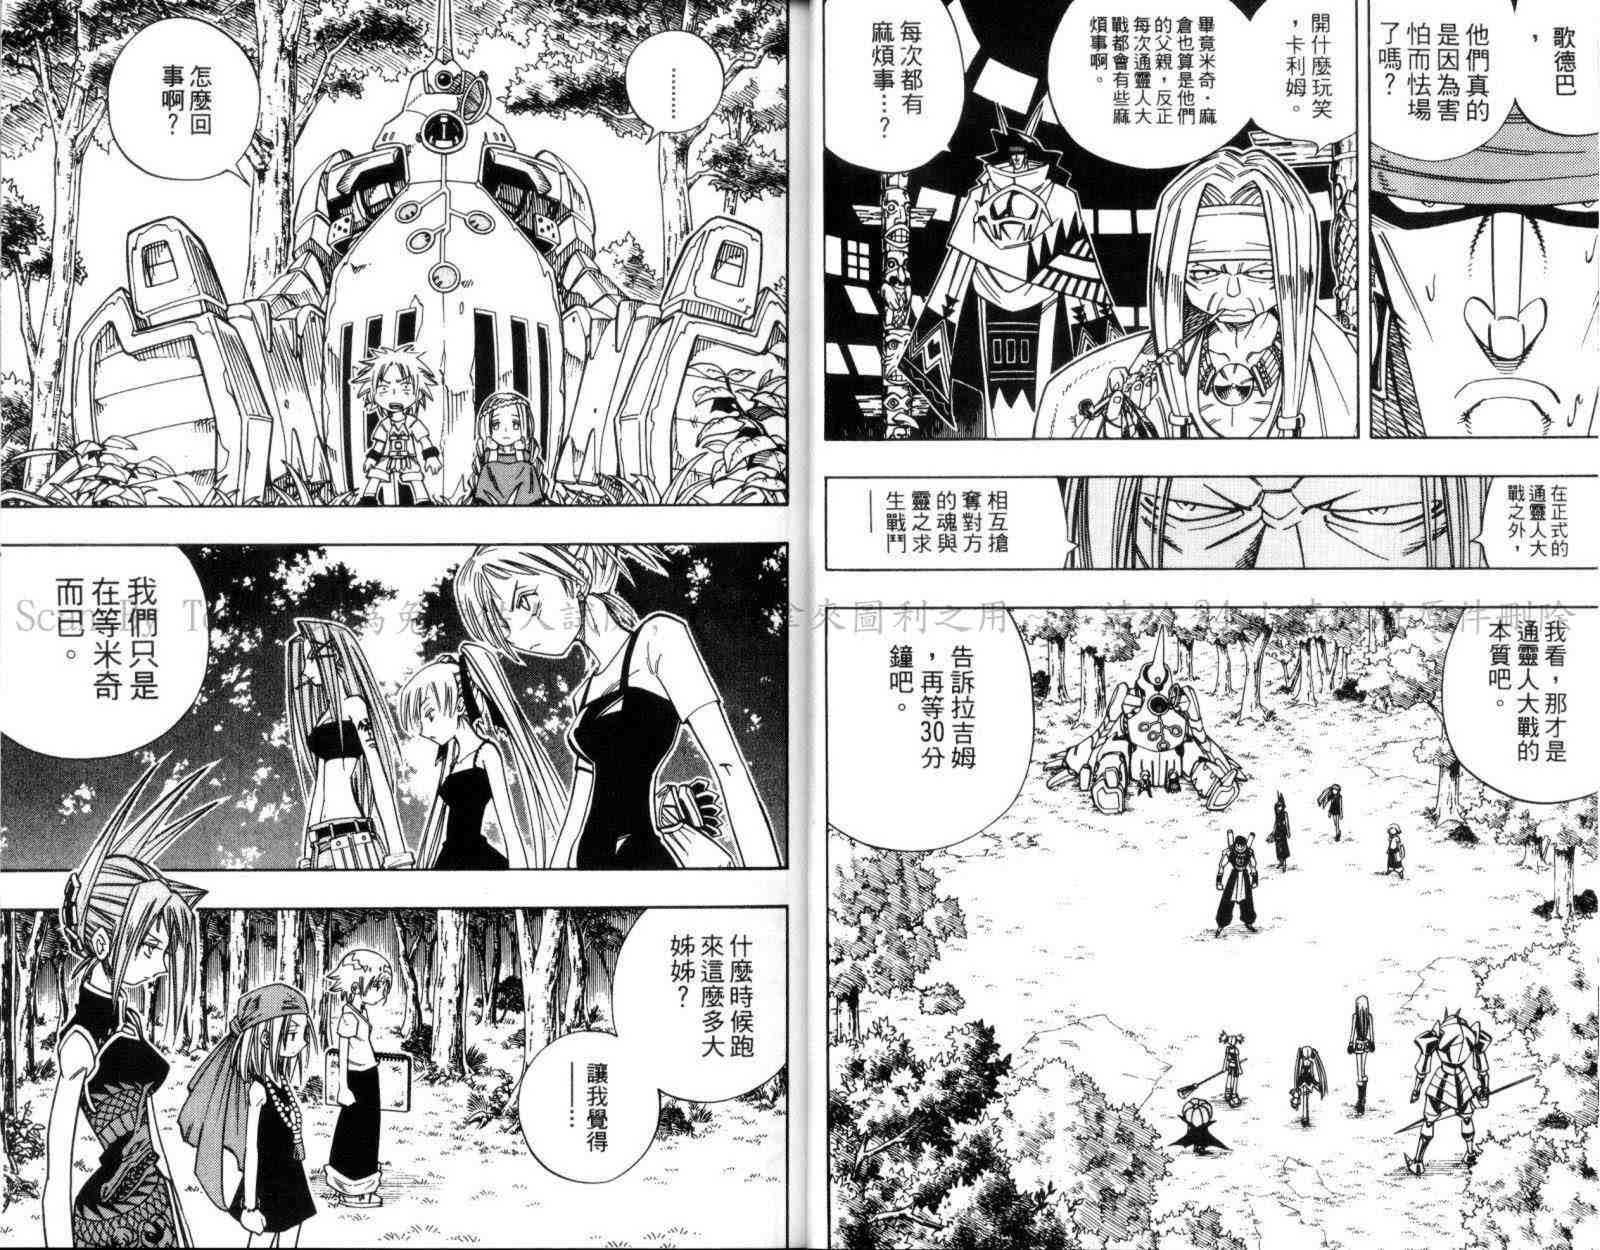 歌德巴
，
他們真的
是因為害
怕而怯場
了嗎？
開什麼玩笑
，卡利姆。
畢竟米奇·麻
倉也算是他們
的父親，反正
每次通靈人大
戰都會有些麻
煩事啊。
每次都有
麻煩事…？
在正式的
通靈人大
戰之外，
相互搶
奪對方
的魂與
靈之求
生戰鬥
——
我看，那才是
通靈人大戰的
本質吧。
告訴拉吉姆
，再等30分
鐘吧。
………
怎麼回
事啊？
我們只是
在等米奇
而已。
什麼時候跑
來這麼多大
姊姊？
讓我覺得
——…